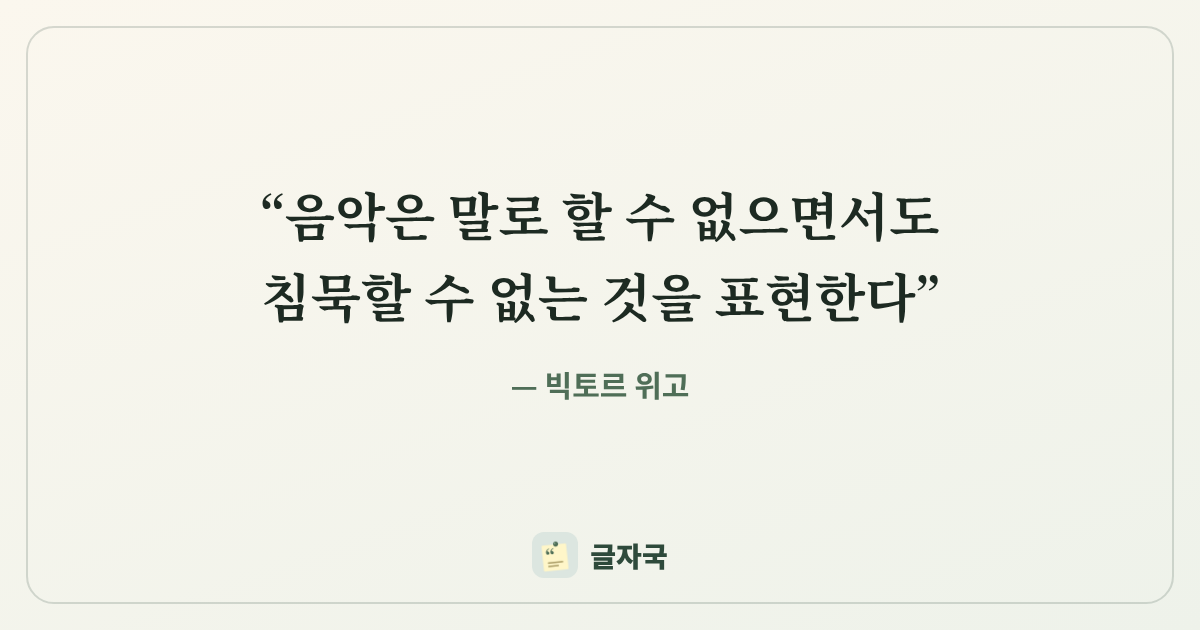 “음악은 말로 할 수 없으면서도
침묵할 수 없는 것을 표현한다”
— 빅토르 위고
글자국